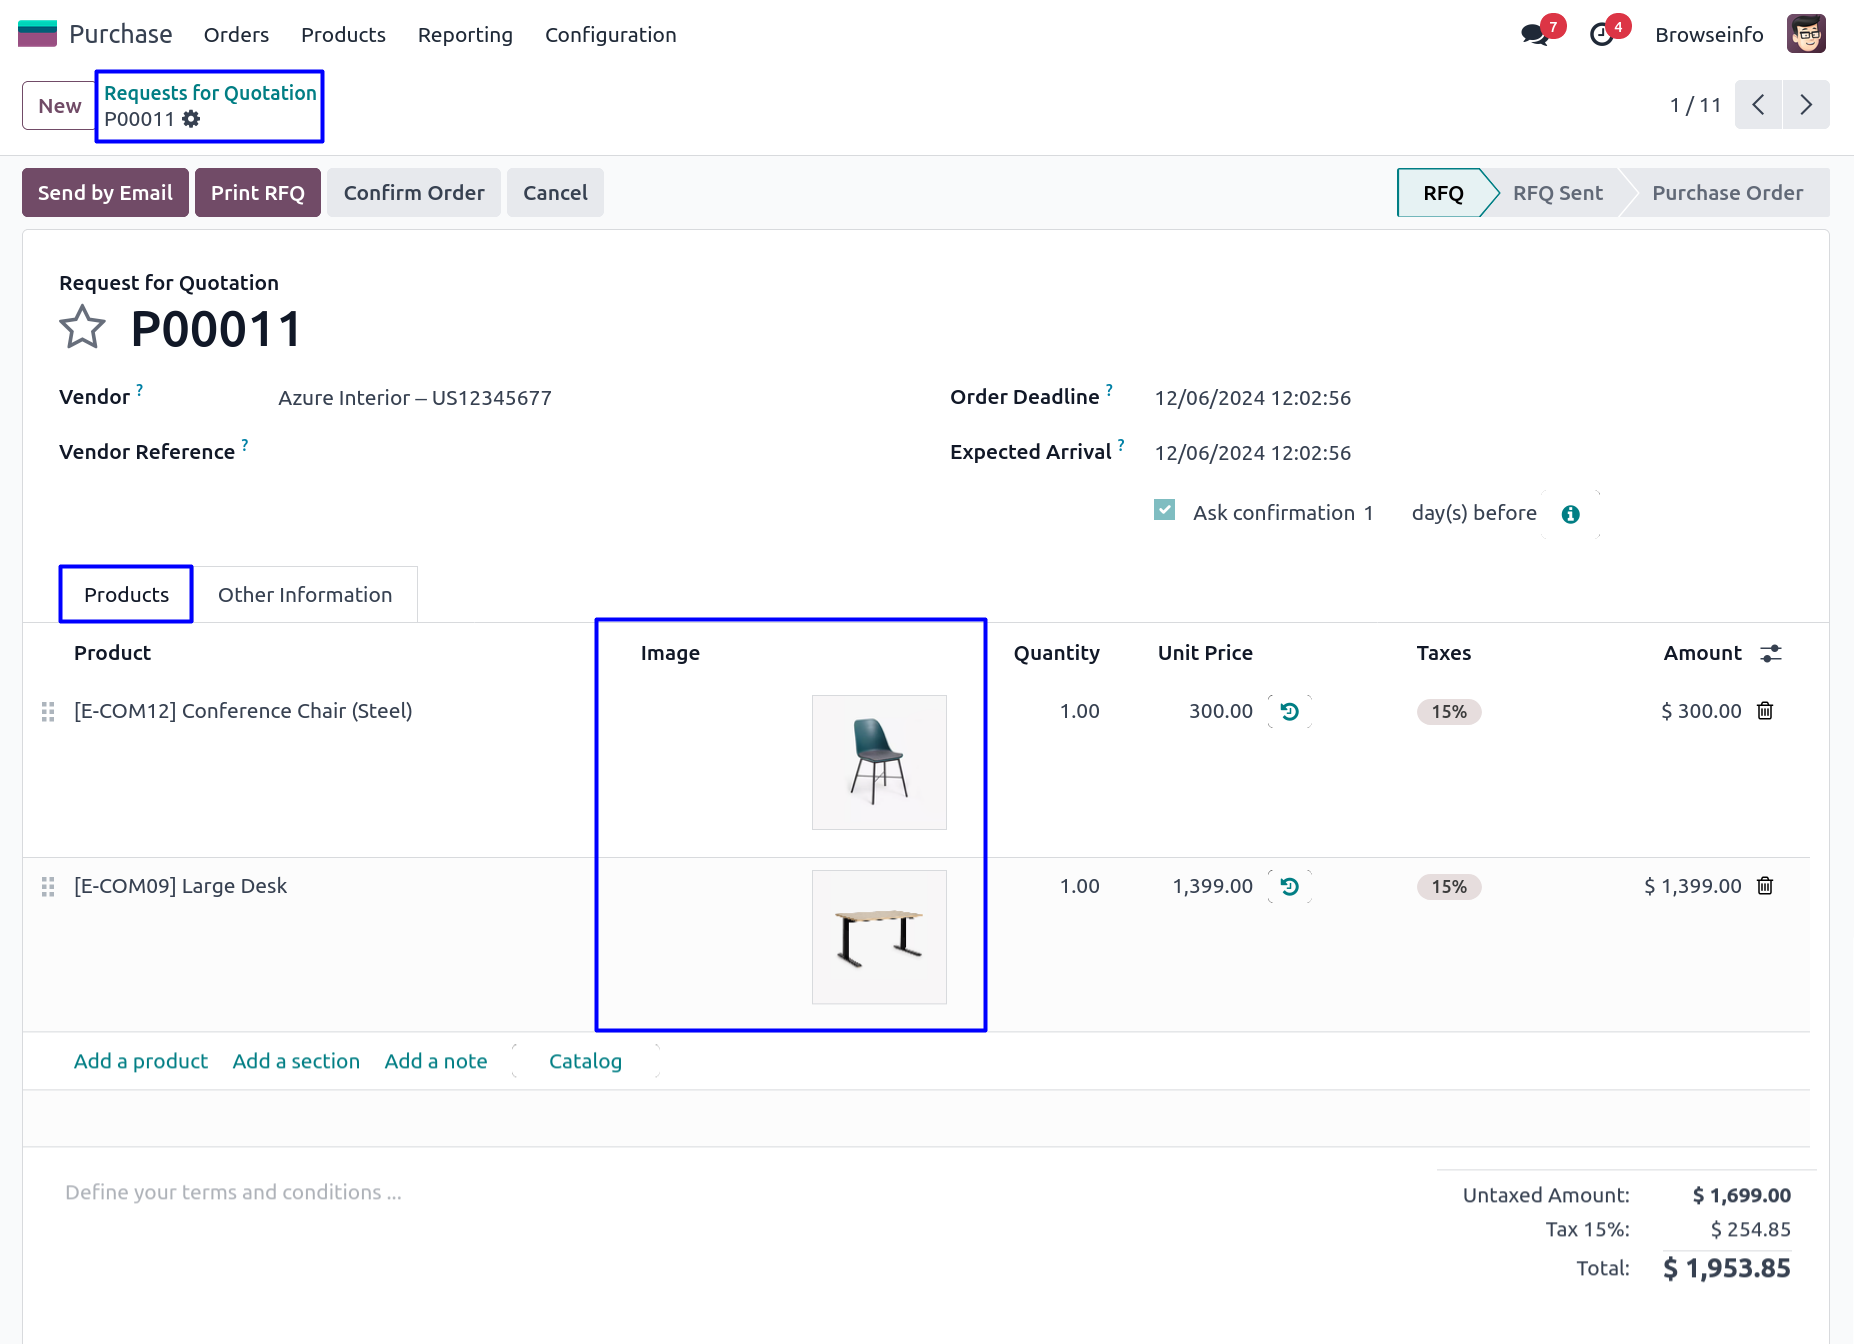 Purchase Orders Products Reporting Configuration 7 4 Browseinfo
New Requests for Quotation
P00011
1 / 11
Send by Email Print RFQ Confirm Order Cancel RFQ RFQ Sent Purchase Order
Request for Quotation
P00011
Vendor ? Azure Interior – US12345677 Order Deadline ? 12/06/2024 12:02:56
Vendor Reference ? Expected Arrival ? 12/06/2024 12:02:56
Ask confirmation 1 day(s) before
Products Other Information
Product Image Quantity Unit Price Taxes Amount
[E-COM12] Conference Chair (Steel) 1.00 300.00 15% $ 300.00
[E-COM09] Large Desk 1.00 1,399.00 15% $ 1,399.00
Add a product Add a section Add a note Catalog
Define your terms and conditions ...
Untaxed Amount: $ 1,699.00
Tax 15%: $ 254.85
Total: $ 1,953.85